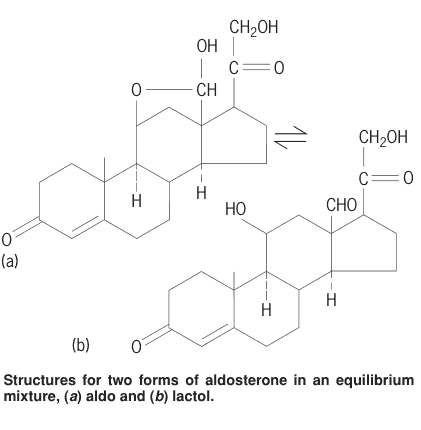 CH2OH
OH
C=O
O
CH
H
H
O
(a)
CH2OH
C=O
CHO
HO
H
H
O
(b)
Structures for two forms of aldosterone in an equilibrium
mixture, (a) aldo and (b) lactol.